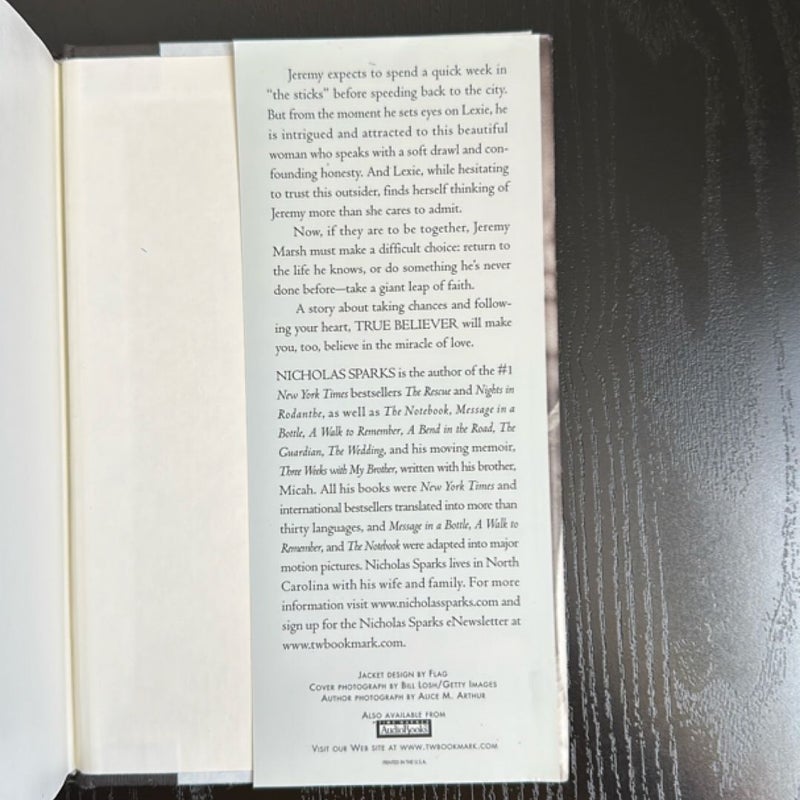 Jeremy expects to spend a quick week in
"the sticks" before speeding back to the city.
But from the moment he sets eyes on Lexie, he
is intrigued and attracted to this beautiful
woman who speaks with a soft drawl and con-
founding honesty. And Lexie, while hesitating
to trust this outsider, finds herself thinking of
Jeremy more than she cares to admit.
Now, if they are to be together, Jeremy
Marsh must make a difficult choice: return to
the life he knows, or do something he's never
done before—take a giant leap of faith.
A story about taking chances and follow-
ing your heart, TRUE BELIEVER will make
you, too, believe in the miracle of love.
NICHOLAS SPARKS is the author of the #1
New York Times bestsellers The Rescue and Nights in
Rodanthe, as well as The Notebook, Message in a
Bottle, A Walk to Remember, A Bend in the Road, The
Guardian, The Wedding, and his moving memoir,
Three Weeks with My Brother, written with his brother,
Micah. All his books were New York Times and
international bestsellers translated into more than
thirty languages, and Message in a Bottle, A Walk to
Remember, and The Notebook were adapted into major
motion pictures. Nicholas Sparks lives in North
Carolina with his wife and family. For more
information visit www.nicholassparks.com and
sign up for the Nicholas Sparks eNewsletter at
www.twbookmark.com.
JACKET DESIGN BY FLAG
COVER PHOTOGRAPH BY BILL LOSH/GETTY IMAGES
AUTHOR PHOTOGRAPH BY ALICE M. ARTHUR
ALSO AVAILABLE FROM
TIME WARNER
AudioBooks
VISIT OUR WEB SITE AT WWW.TWBOOKMARK.COM
PRINTED IN THE U.S.A.